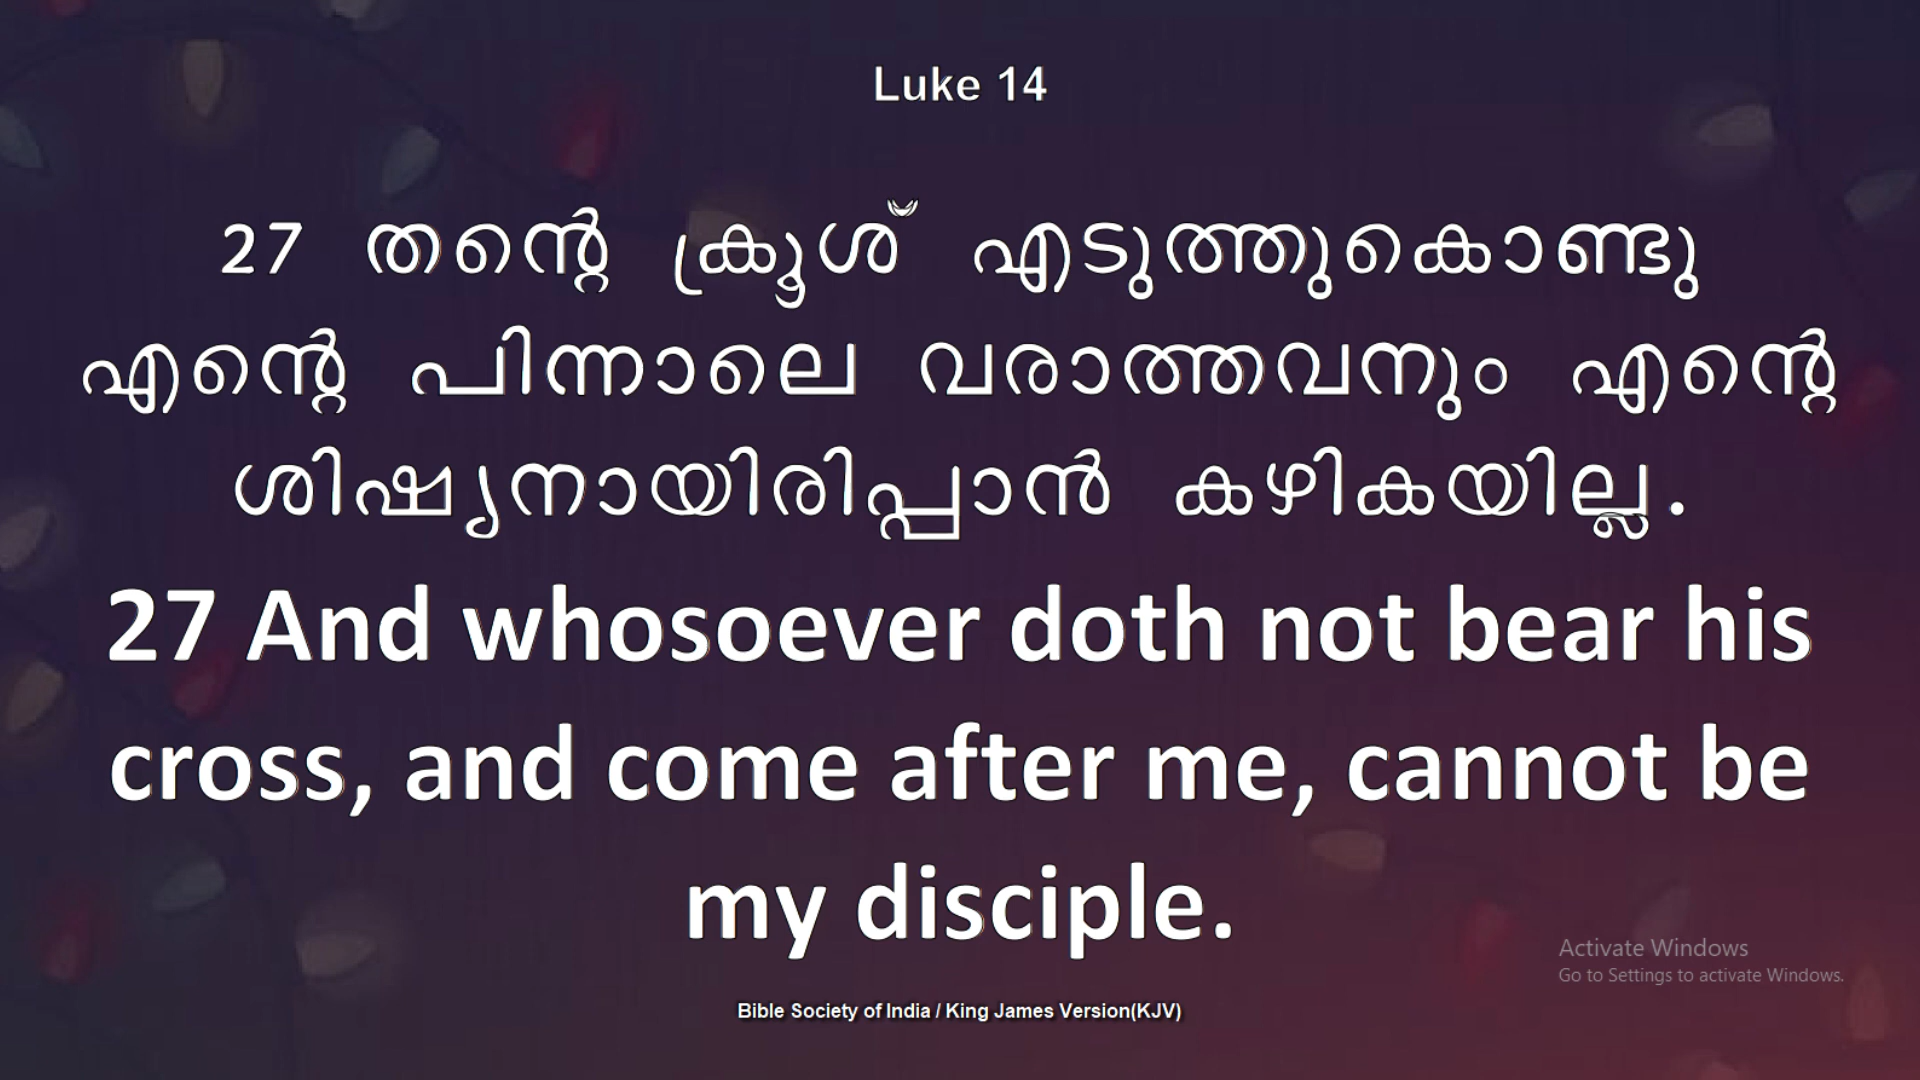 Luke 14
27 തന്റെ ക്രൂശ് എടുത്തുകൊണ്ടു
എന്റെ പിന്നാലെ വരാത്തവനും എന്റെ
ശിഷ്യനായിരിപ്പാൻ കഴികയില്ല.
27 And whosoever doth not bear his
cross, and come after me, cannot be
my disciple.
Activate Windows
Go to Settings to activate Windows.
Bible Society of India / King James Version(KJV)